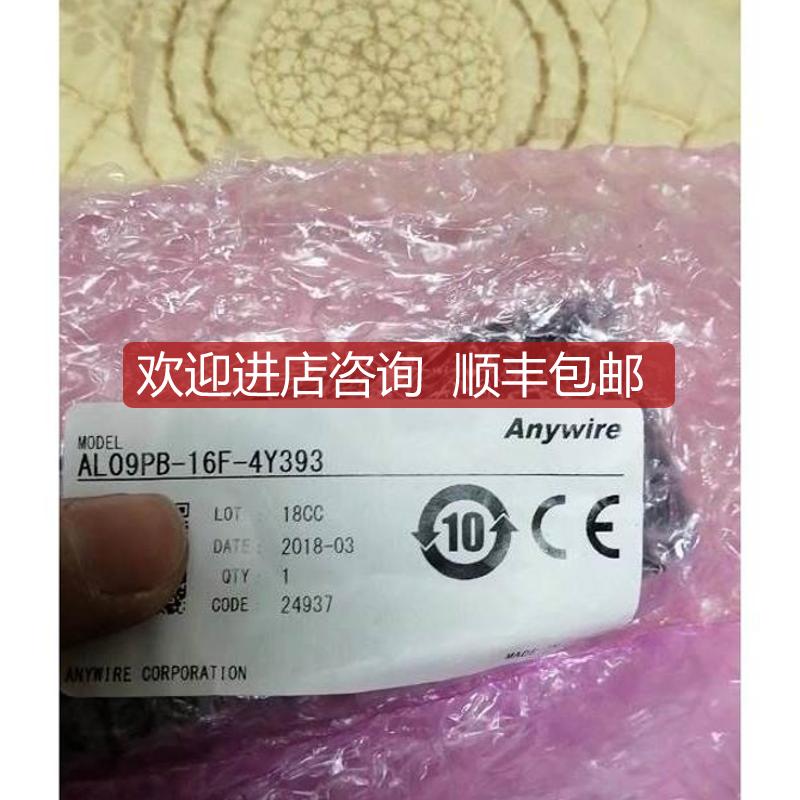 欢迎进店咨询 顺丰包邮
Anywire
MODEL
AL09PB-16F-4Y393
LOT : 18CC
DATE : 2018-03
QTY : 1
CODE : 24937
10
CE
ANYWIRE CORPORATION
MADE